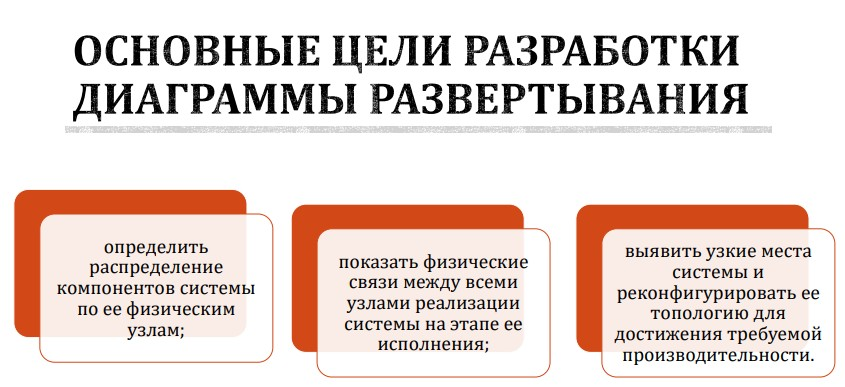 ОСНОВНЫЕ ЦЕЛИ РАЗРАБОТКИ
ДИАГРАММЫ РАЗВЕРТЫВАНИЯ
определить
распределение
компонентов системы
по ее физическим
узлам;
показать физические
связи между всеми
узлами реализации
системы на этапе ее
исполнения;
выявить узкие места
системы и
реконфигурировать ее
топологию для
достижения требуемой
производительности.